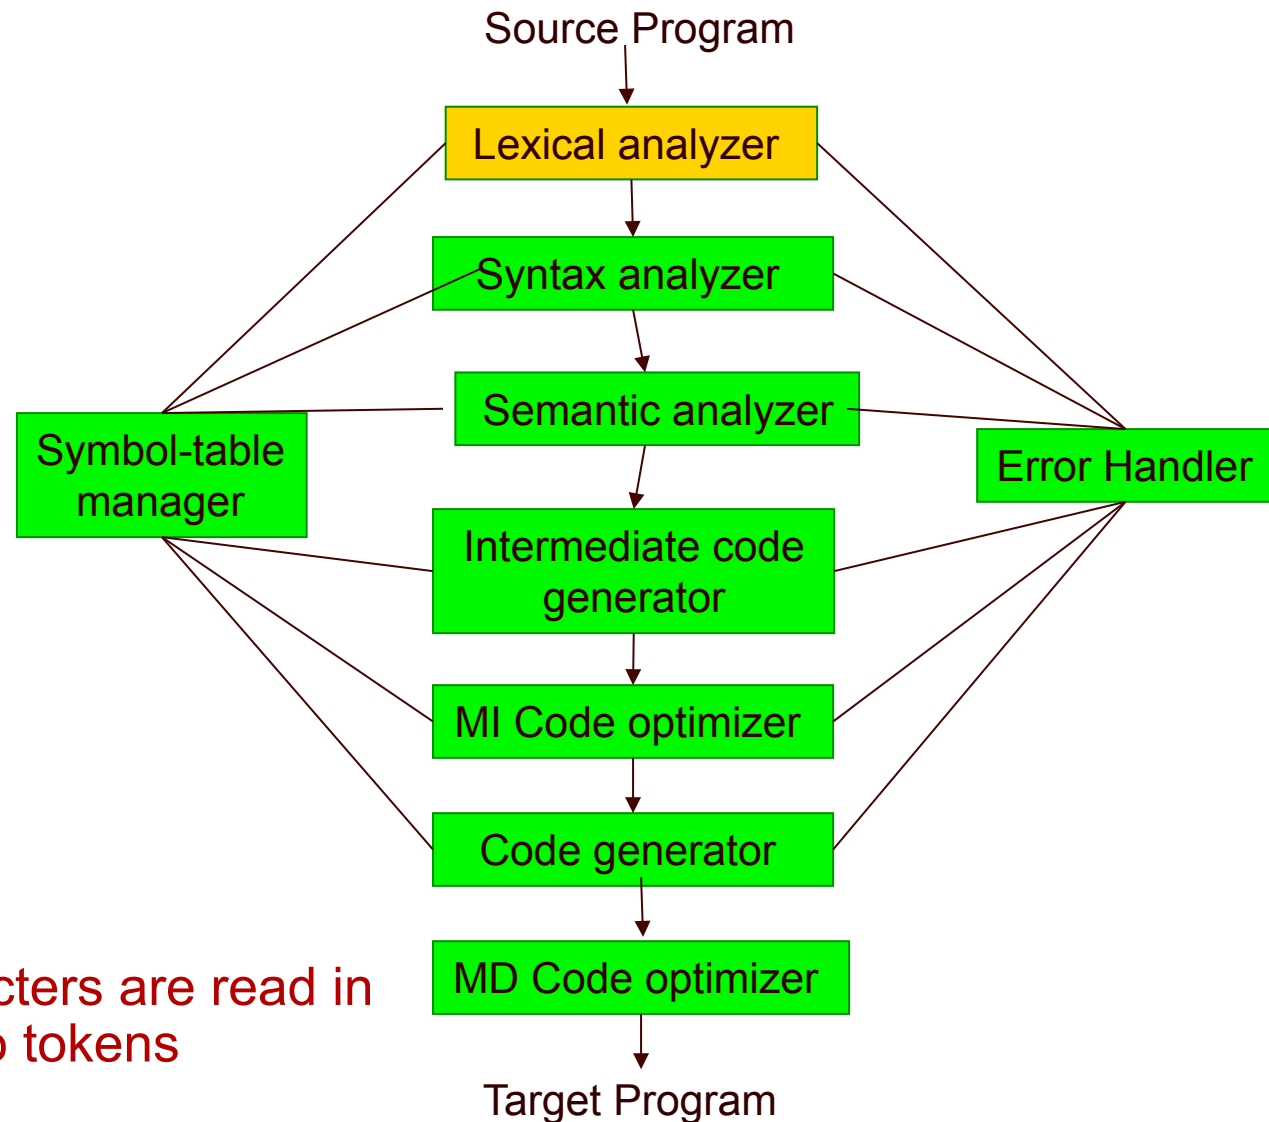 Source Program
Lexical analyzer
Syntax analyzer
Semantic analyzer
Symbol-table
manager
Error Handler
Intermediate code
generator
MI Code optimizer
Code generator
MD Code optimizer
are read in
tokens
Target Program